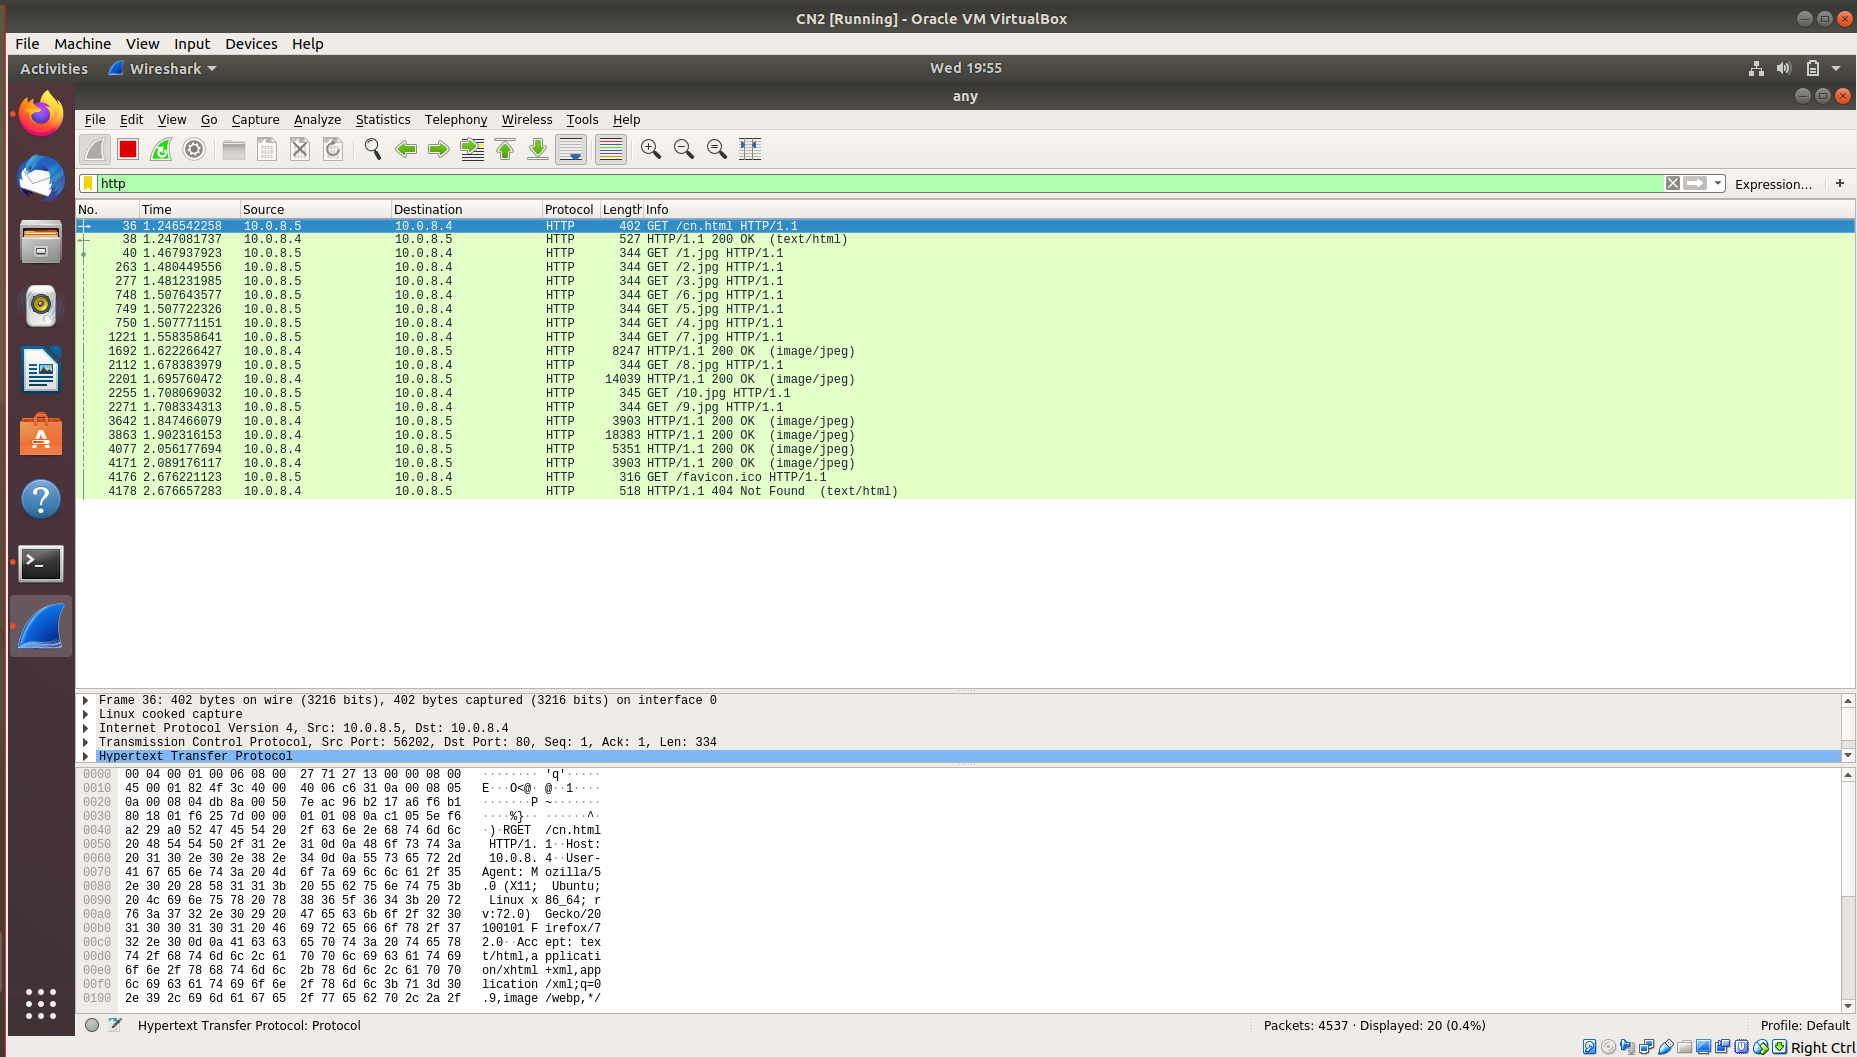 CN2 [Running] - Oracle VM VirtualBox
File Machine View Input Devices Help
Activities Wireshark Wed 19:55
any
File Edit View Go Capture Analyze Statistics Telephony Wireless Tools Help
http Expression… +
No. Time Source Destination Protocol Length Info
36 1.246542258 10.0.8.5 10.0.8.4 HTTP 402 GET /cn.html HTTP/1.1
38 1.247081737 10.0.8.4 10.0.8.5 HTTP 527 HTTP/1.1 200 OK (text/html)
40 1.467937923 10.0.8.5 10.0.8.4 HTTP 344 GET /1.jpg HTTP/1.1
263 1.480449556 10.0.8.5 10.0.8.4 HTTP 344 GET /2.jpg HTTP/1.1
277 1.481231985 10.0.8.5 10.0.8.4 HTTP 344 GET /3.jpg HTTP/1.1
748 1.507643577 10.0.8.5 10.0.8.4 HTTP 344 GET /6.jpg HTTP/1.1
749 1.507722326 10.0.8.5 10.0.8.4 HTTP 344 GET /5.jpg HTTP/1.1
750 1.507771151 10.0.8.5 10.0.8.4 HTTP 344 GET /4.jpg HTTP/1.1
1221 1.558358641 10.0.8.5 10.0.8.4 HTTP 344 GET /7.jpg HTTP/1.1
1692 1.622266427 10.0.8.4 10.0.8.5 HTTP 8247 HTTP/1.1 200 OK (image/jpeg)
2112 1.678383979 10.0.8.5 10.0.8.4 HTTP 344 GET /8.jpg HTTP/1.1
2201 1.695760472 10.0.8.4 10.0.8.5 HTTP 14039 HTTP/1.1 200 OK (image/jpeg)
2255 1.708069032 10.0.8.5 10.0.8.4 HTTP 345 GET /10.jpg HTTP/1.1
2271 1.708334313 10.0.8.5 10.0.8.4 HTTP 344 GET /9.jpg HTTP/1.1
3642 1.847466079 10.0.8.4 10.0.8.5 HTTP 3903 HTTP/1.1 200 OK (image/jpeg)
3863 1.902316153 10.0.8.4 10.0.8.5 HTTP 18383 HTTP/1.1 200 OK (image/jpeg)
4077 2.056177694 10.0.8.4 10.0.8.5 HTTP 5351 HTTP/1.1 200 OK (image/jpeg)
4171 2.089176117 10.0.8.4 10.0.8.5 HTTP 3903 HTTP/1.1 200 OK (image/jpeg)
4176 2.676221123 10.0.8.5 10.0.8.4 HTTP 316 GET /favicon.ico HTTP/1.1
4178 2.676657283 10.0.8.4 10.0.8.5 HTTP 518 HTTP/1.1 404 Not Found (text/html)
Frame 36: 402 bytes on wire (3216 bits), 402 bytes captured (3216 bits) on interface 0
Linux cooked capture
Internet Protocol Version 4, Src: 10.0.8.5, Dst: 10.0.8.4
Transmission Control Protocol, Src Port: 56202, Dst Port: 80, Seq: 1, Ack: 1, Len: 334
Hypertext Transfer Protocol
0000 00 04 00 01 00 06 08 00 27 71 27 13 00 00 08 00 ········ 'q'·····
0010 45 00 01 82 4f 3c 40 00 40 06 c6 31 0a 00 08 05 E···O<@· @··1····
0020 0a 00 08 04 db 8a 00 50 7e ac 96 b2 17 a6 f6 b1 ·······P ~·······
0030 80 18 01 f6 25 7d 00 00 01 01 08 0a c1 05 5e f6 ····%}·· ······^·
0040 a2 29 a0 52 47 45 54 20 2f 63 6e 2e 68 74 6d 6c ·)·RGET /cn.html
0050 20 48 54 54 50 2f 31 2e 31 0d 0a 48 6f 73 74 3a HTTP/1. 1··Host:
0060 20 31 30 2e 30 2e 38 2e 34 0d 0a 55 73 65 72 2d 10.0.8. 4··User-
0070 41 67 65 6e 74 3a 20 4d 6f 7a 69 6c 6c 61 2f 35 Agent: M ozilla/5
0080 2e 30 20 28 58 31 31 3b 20 55 62 75 6e 74 75 3b .0 (X11; Ubuntu;
0090 20 4c 69 6e 75 78 20 78 38 36 5f 36 34 3b 20 72 Linux x 86_64; r
00a0 76 3a 37 32 2e 30 29 20 47 65 63 6b 6f 2f 32 30 v:72.0) Gecko/20
00b0 31 30 30 31 30 31 20 46 69 72 65 66 6f 78 2f 37 100101 F irefox/7
00c0 32 2e 30 0d 0a 41 63 63 65 70 74 3a 20 74 65 78 2.0··Acc ept: tex
00d0 74 2f 68 74 6d 6c 2c 61 70 70 6c 69 63 61 74 69 t/html,a pplicati
00e0 6f 6e 2f 78 68 74 6d 6c 2b 78 6d 6c 2c 61 70 70 on/xhtml +xml,app
00f0 6c 69 63 61 74 69 6f 6e 2f 78 6d 6c 3b 71 3d 30 lication /xml;q=0
0100 2e 39 2c 69 6d 61 67 65 2f 77 65 62 70 2c 2a 2f .9,image /webp,*/
Hypertext Transfer Protocol: Protocol Packets: 4537 · Displayed: 20 (0.4%) Profile: Default
Right Ctrl